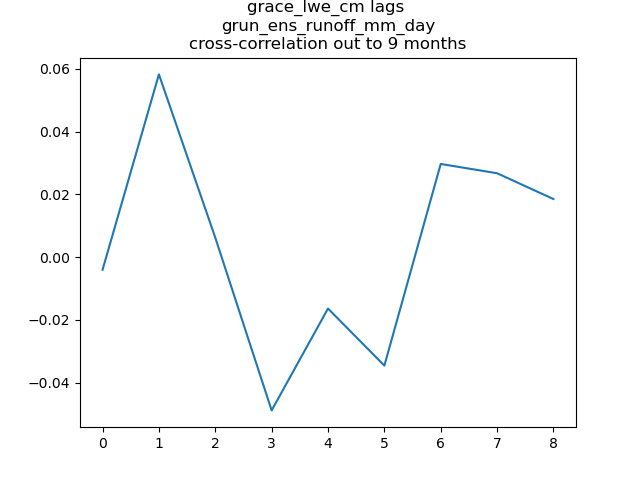 grace_lwe_cm lags
grun_ens_runoff_mm_day
cross-correlation out to 9 months
0.06
0.04
0.02
0.00
−0.02
−0.04
0 1 2 3 4 5 6 7 8